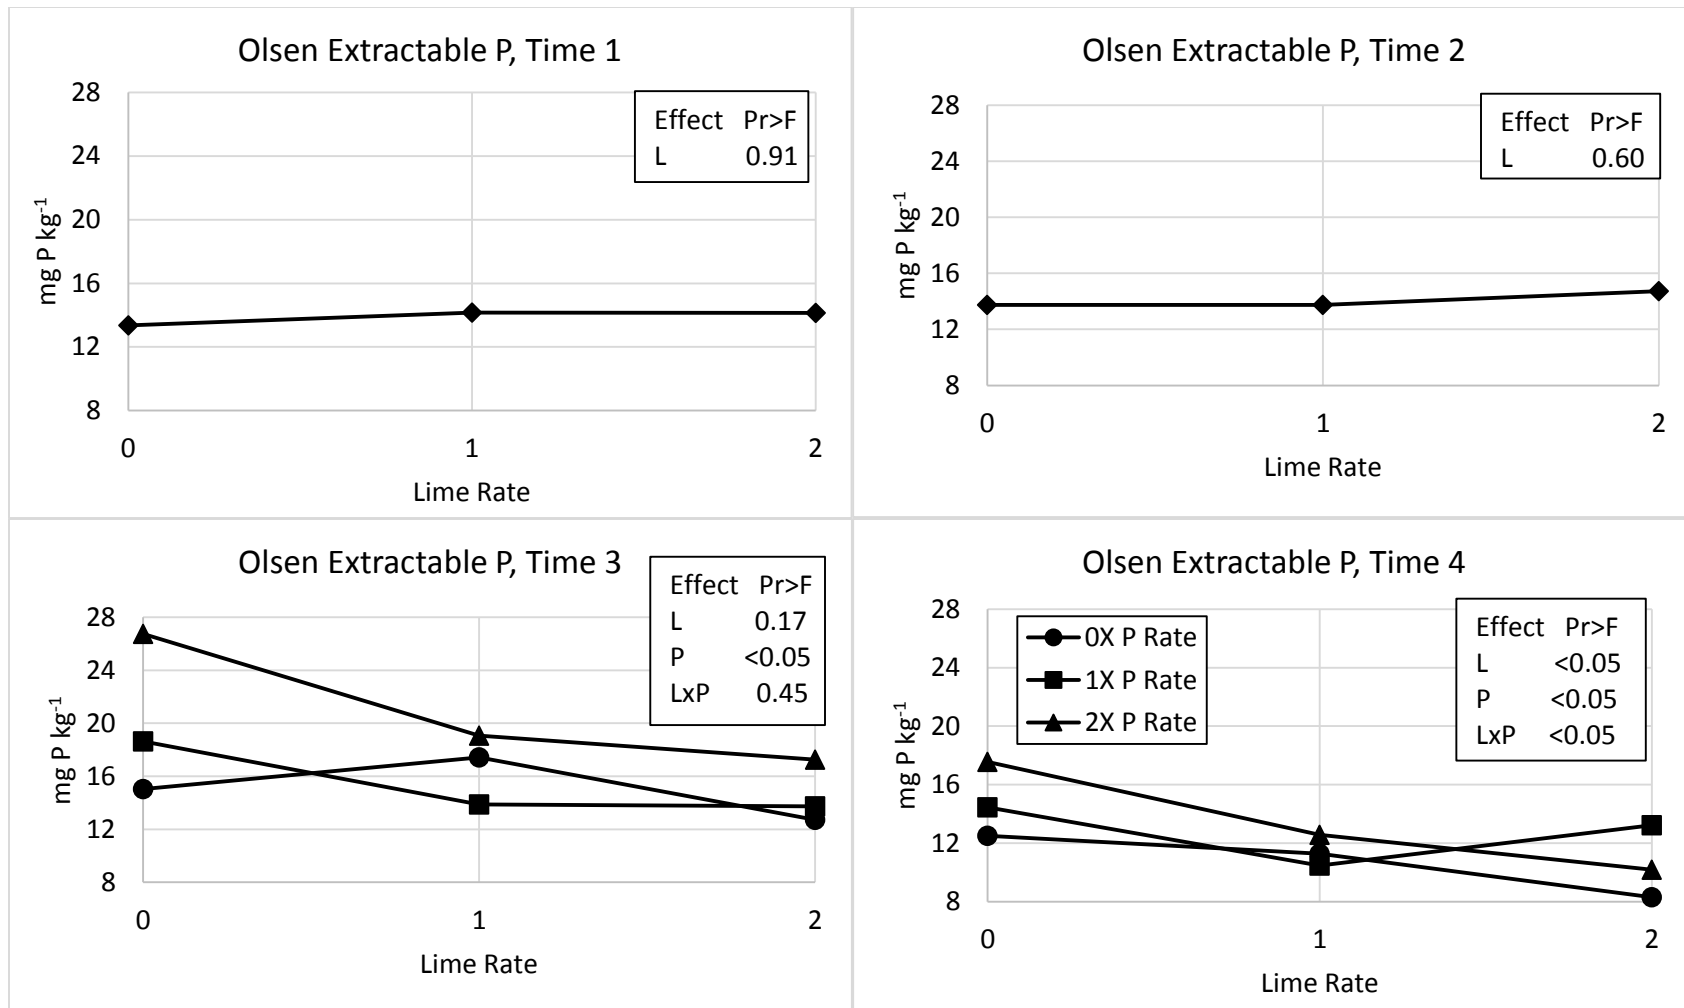 Olsen Extractable P, Time 1
Effect Pr>F
L 0.91
mg P kg⁻¹
28
24
20
16
12
8
0 1 2
Lime Rate
Olsen Extractable P, Time 2
Effect Pr>F
L 0.60
mg P kg⁻¹
28
24
20
16
12
8
0 1 2
Lime Rate
Olsen Extractable P, Time 3
Effect Pr>F
L 0.17
P <0.05
LxP 0.45
mg P kg⁻¹
28
24
20
16
12
8
0 1 2
Lime Rate
Olsen Extractable P, Time 4
0X P Rate
1X P Rate
2X P Rate
Effect Pr>F
L <0.05
P <0.05
LxP <0.05
mg P kg⁻¹
28
24
20
16
12
8
0 1 2
Lime Rate